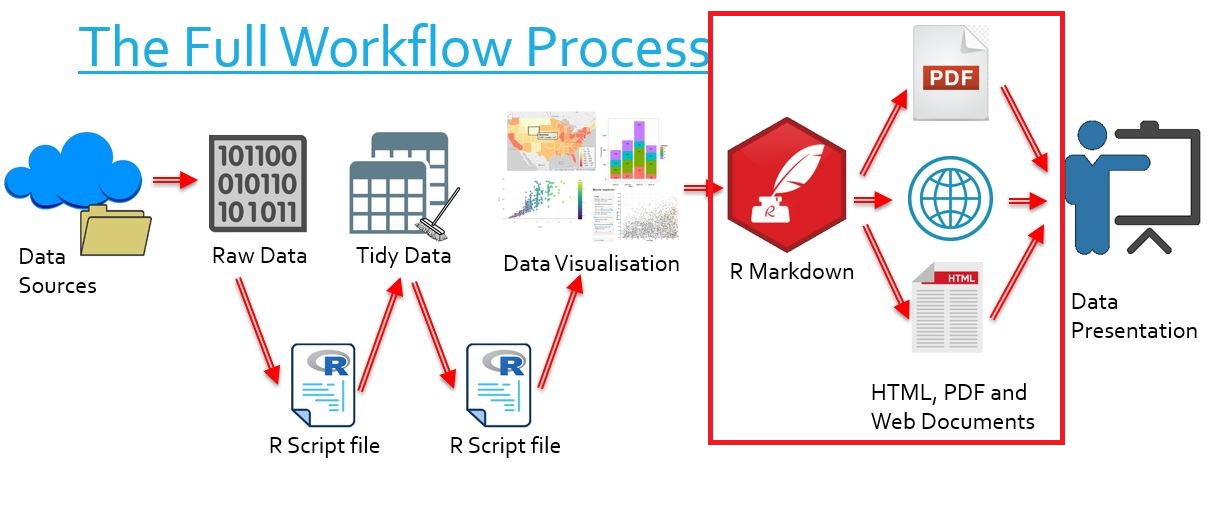 The Full Workflow Process
PDF
101100
010110
101011
Data
Sources
Raw Data
Tidy Data
Data Visualisation
R
R Markdown
HTML
Data
Presentation
R
R
R Script file
R Script file
HTML, PDF and
Web Documents